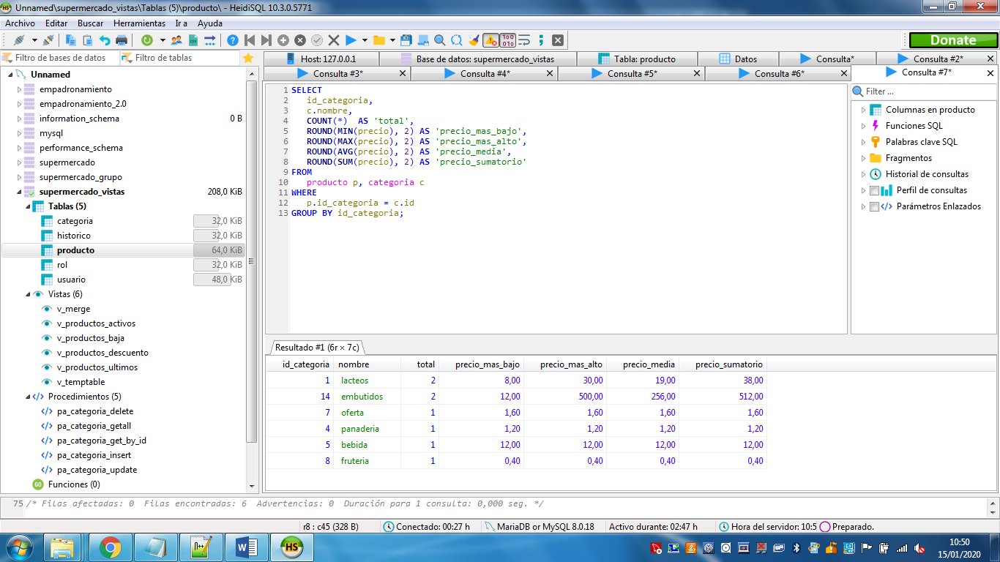 Unnamed\supermercado_vistas\Tablas (5)\producto\ - HeidiSQL 10.3.0.5771
Archivo Editar Buscar Herramientas Ir a Ayuda
Donate
Filtro de bases de datos
Filtro de tablas
Unnamed
empadronamiento
empadronamiento_2.0
information_schema 0 B
mysql
performance_schema
supermercado
supermercado_grupo
supermercado_vistas 208,0 KiB
Tablas (5)
categoria 32,0 KiB
historico 32,0 KiB
producto 64,0 KiB
rol 32,0 KiB
usuario 48,0 KiB
Vistas (6)
v_merge
v_productos_activos
v_productos_baja
v_productos_descuento
v_productos_ultimos
v_temptable
Procedimientos (5)
pa_categoria_delete
pa_categoria_getall
pa_categoria_get_by_id
pa_categoria_insert
pa_categoria_update
GO Funciones (0)
Host: 127.0.0.1 Base de datos: supermercado_vistas Tabla: producto Datos Consulta* Consulta #2*
Consulta #3* Consulta #4* Consulta #5* Consulta #6* Consulta #7*
1 SELECT
2 id_categoria,
3 c.nombre,
4 COUNT(*) AS 'total',
5 ROUND(MIN(precio), 2) AS 'precio_mas_bajo',
6 ROUND(MAX(precio), 2) AS 'precio_mas_alto',
7 ROUND(AVG(precio), 2) AS 'precio_media',
8 ROUND(SUM(precio), 2) AS 'precio_sumatorio'
9 FROM
10 producto p, categoria c
11 WHERE
12 p.id_categoria = c.id
13 GROUP BY id_categoria;
Filter ...
Columnas en producto
Funciones SQL
Palabras clave SQL
Fragmentos
Historial de consultas
Perfil de consultas
Parámetros Enlazados
Resultado #1 (6r × 7c)
id_categoria nombre total precio_mas_bajo precio_mas_alto precio_media precio_sumatorio
1 lacteos 2 8,00 30,00 19,00 38,00
14 embutidos 2 12,00 500,00 256,00 512,00
7 oferta 1 1,60 1,60 1,60 1,60
4 panaderia 1 1,20 1,20 1,20 1,20
5 bebida 1 12,00 12,00 12,00 12,00
8 fruteria 1 0,40 0,40 0,40 0,40
75 /* Filas afectadas: 0 Filas encontradas: 6 Advertencias: 0 Duración para 1 consulta: 0,000 seg. */
r8 : c45 (328 B) Conectado: 00:27 h MariaDB or MySQL 8.0.18 Activo durante: 02:47 h Hora del servidor: 10:5 Preparado.
10:50
15/01/2020